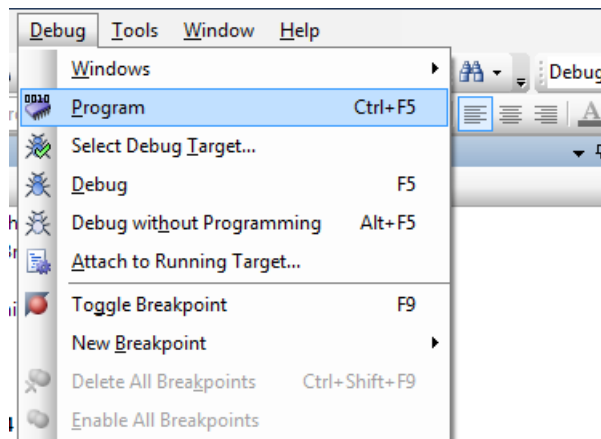 Debug Tools Window Help
Windows
Debug
Program Ctrl+F5
Select Debug Target...
Debug F5
Debug without Programming Alt+F5
Attach to Running Target...
Toggle Breakpoint F9
New Breakpoint
Delete All Breakpoints Ctrl+Shift+F9
Enable All Breakpoints